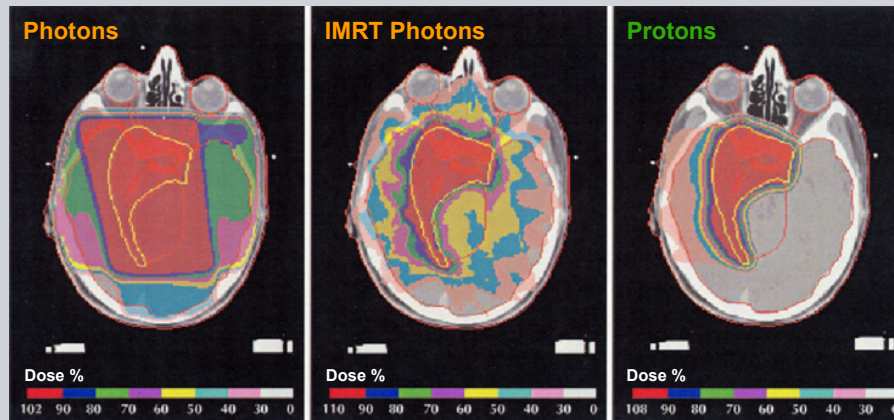 Photons
Dose %
102 90 80 70 60 50 40 30 0
IMRT Photons
Dose %
110 90 80 70 60 50 40 30 0
Protons
Dose %
108 90 80 70 60 50 40 30